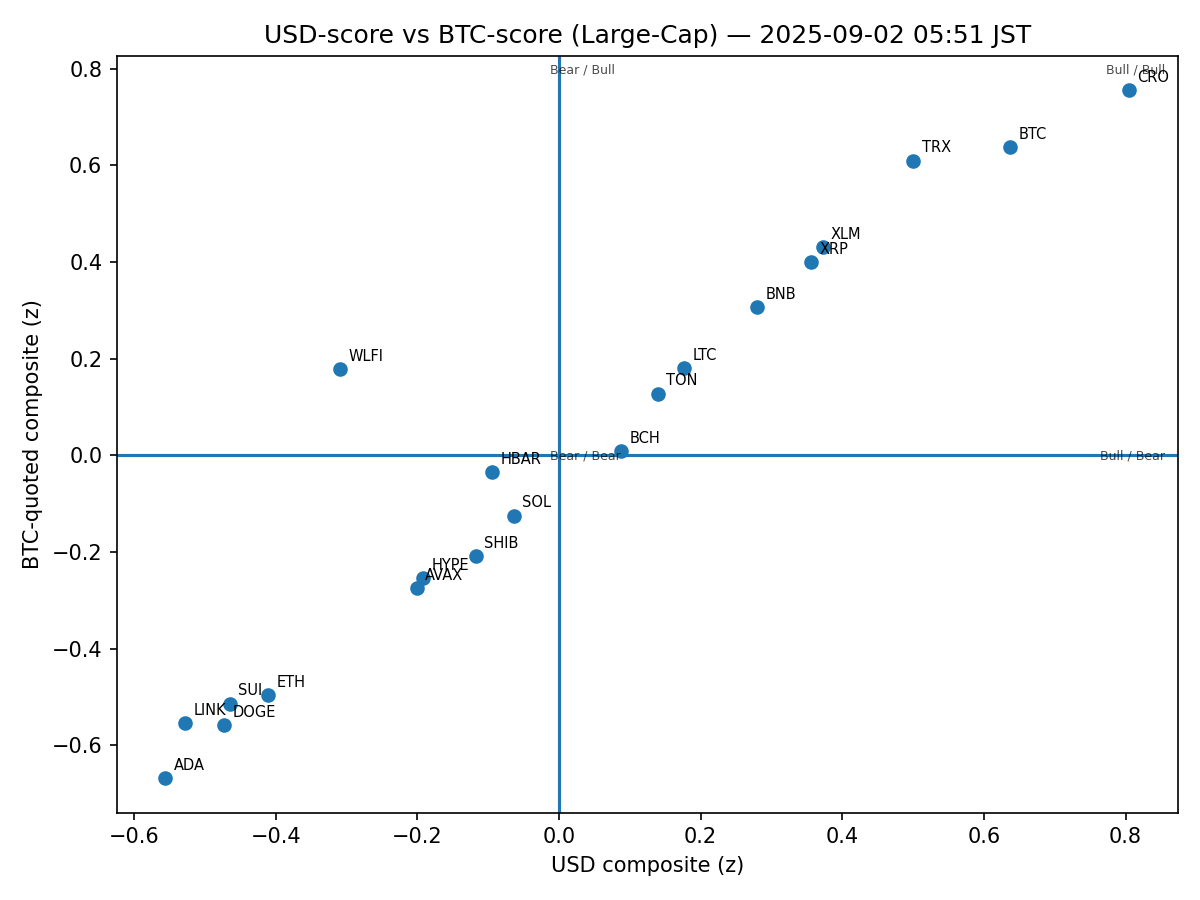 USD-score vs BTC-score (Large-Cap) — 2025-09-02 05:51 JST
Bear / Bull
Bull / Bull
CRO
BTC
TRX
XLM
XRP
BNB
WLFI
LTC
TON
BCH
HBAR
Bear / Bear
Bull / Bear
SOL
SHIB
HYPE
AVAX
ETH
SUI
LINK
DOGE
ADA
0.8
0.6
0.4
0.2
0.0
−0.2
−0.4
−0.6
BTC-quoted composite (z)
−0.6
−0.4
−0.2
0.0
0.2
0.4
0.6
0.8
USD composite (z)